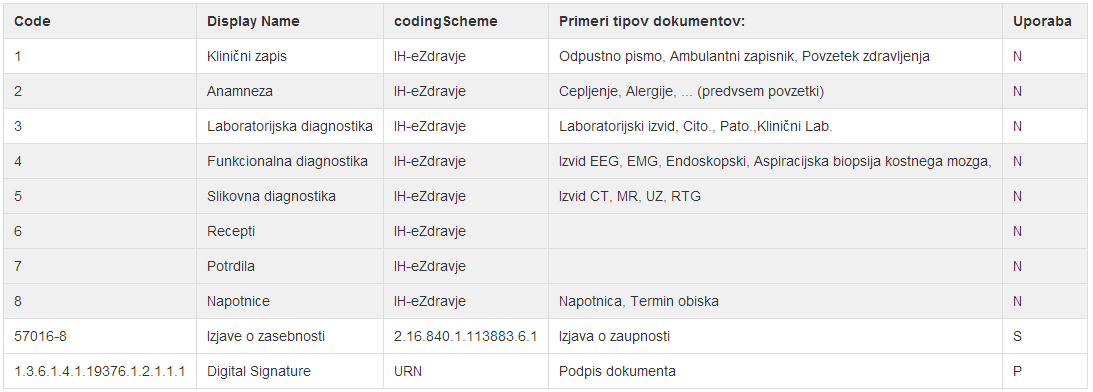 Code Display Name codingScheme Primeri tipov dokumentov: Uporaba
1 Klinični zapis IH-eZdravje Odpustno pismo, Ambulantni zapisnik, Povzetek zdravljenja N
2 Anamneza IH-eZdravje Cepljenje, Alergije, ... (predvsem povzetki) N
3 Laboratorijska diagnostika IH-eZdravje Laboratorijski izvid, Cito., Pato.,Klinični Lab. N
4 Funkcionalna diagnostika IH-eZdravje Izvid EEG, EMG, Endoskopski, Aspiracijska biopsija kostnega mozga, N
5 Slikovna diagnostika IH-eZdravje Izvid CT, MR, UZ, RTG N
6 Recepti IH-eZdravje N
7 Potrdila IH-eZdravje N
8 Napotnice IH-eZdravje Napotnica, Termin obiska N
57016-8 Izjave o zasebnosti 2.16.840.1.113883.6.1 Izjava o zaupnosti S
1.3.6.1.4.1.19376.1.2.1.1.1 Digital Signature URN Podpis dokumenta P